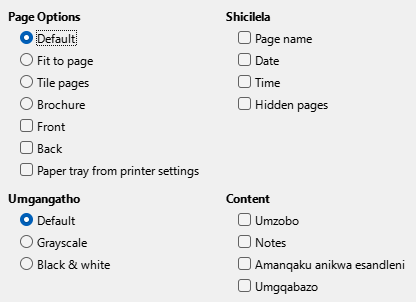 Page Options
Default
Fit to page
Tile pages
Brochure
Front
Back
Paper tray from printer settings
Shicilela
Page name
Date
Time
Hidden pages
Umgangatho
Default
Grayscale
Black & white
Content
Umzobo
Notes
Amanqaku anikwa esandleni
Umgqabazo